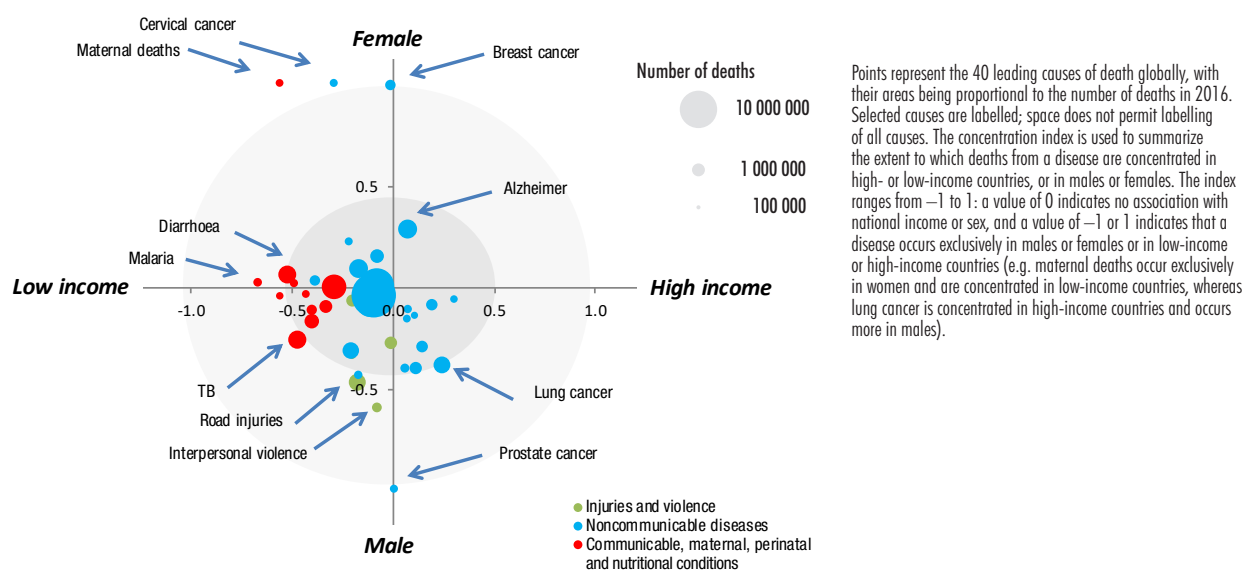 Cervical cancer
Maternal deaths
Female
Breast cancer
Number of deaths
10 000 000
1 000 000
100 000
Points represent the 40 leading causes of death globally, with
their areas being proportional to the number of deaths in 2016.
Selected causes are labelled; space does not permit labelling
of all causes. The concentration index is used to summarize
the extent to which deaths from a disease are concentrated in
high- or low-income countries, or in males or females. The index
ranges from –1 to 1: a value of 0 indicates no association with
national income or sex, and a value of –1 or 1 indicates that a
disease occurs exclusively in males or females or in low-income
or high-income countries (e.g. maternal deaths occur exclusively
in women and are concentrated in low-income countries, whereas
lung cancer is concentrated in high-income countries and occurs
more in males).
0.5
Alzheimer
Diarrhoea
Malaria
Low income
High income
-1.0
-0.5
0.0
0.5
1.0
-0.5
TB
Road injuries
Interpersonal violence
Lung cancer
Prostate cancer
Male
Injuries and violence
Noncommunicable diseases
Communicable, maternal, perinatal
and nutritional conditions